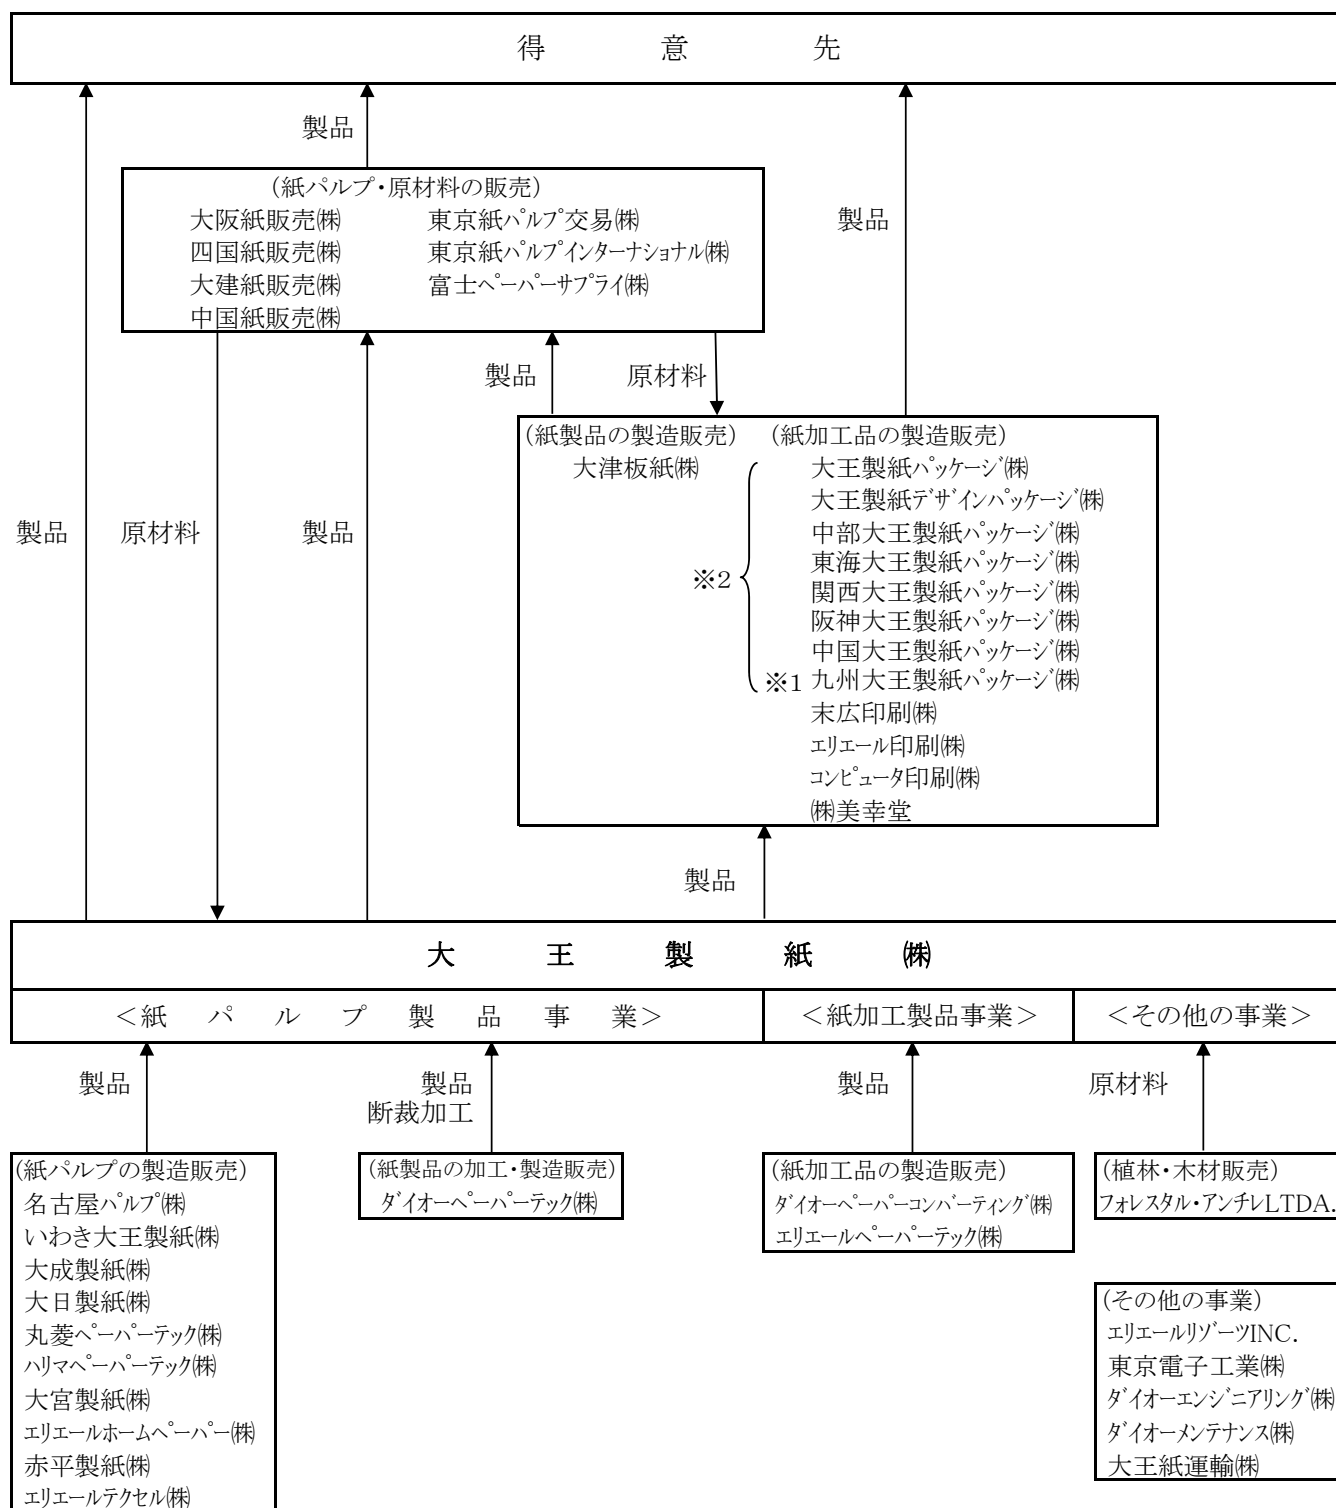 得意先
製品
(紙パルプ・原材料の販売)
大阪紙販売㈱ 東京紙パルプ交易㈱
四国紙販売㈱ 東京紙パルプインターナショナル㈱
大建紙販売㈱ 富士ペーパーサプライ㈱
中国紙販売㈱
製品
製品 原材料
(紙製品の製造販売) (紙加工品の製造販売)
大津板紙㈱ 大王製紙パッケージ㈱
大王製紙デザインパッケージ㈱
製品 原材料 製品 中部大王製紙パッケージ㈱
東海大王製紙パッケージ㈱
※2 関西大王製紙パッケージ㈱
阪神大王製紙パッケージ㈱
中国大王製紙パッケージ㈱
※1 九州大王製紙パッケージ㈱
末広印刷㈱
エリエール印刷㈱
コンピュータ印刷㈱
㈱美幸堂
製品
大王製紙㈱
<紙パルプ製品事業> <紙加工製品事業> <その他の事業>
製品 製品 製品 原材料
断裁加工
(紙パルプの製造販売)
名古屋パルプ㈱
いわき大王製紙㈱
大成製紙㈱
大日製紙㈱
丸菱ペーパーテック㈱
ハリマペーパーテック㈱
大宮製紙㈱
エリエールホームペーパー㈱
赤平製紙㈱
エリエールテクセル㈱
(紙製品の加工・製造販売)
ダイオーペーパーテック㈱
(紙加工品の製造販売)
ダイオーペーパーコンバーティング㈱
エリエールペーパーテック㈱
(植林・木材販売)
フォレスタル・アンチレLTDA.
(その他の事業)
エリエールリゾーツINC.
東京電子工業㈱
ダイオーエンジニアリング㈱
ダイオーメンテナンス㈱
大王紙運輸㈱